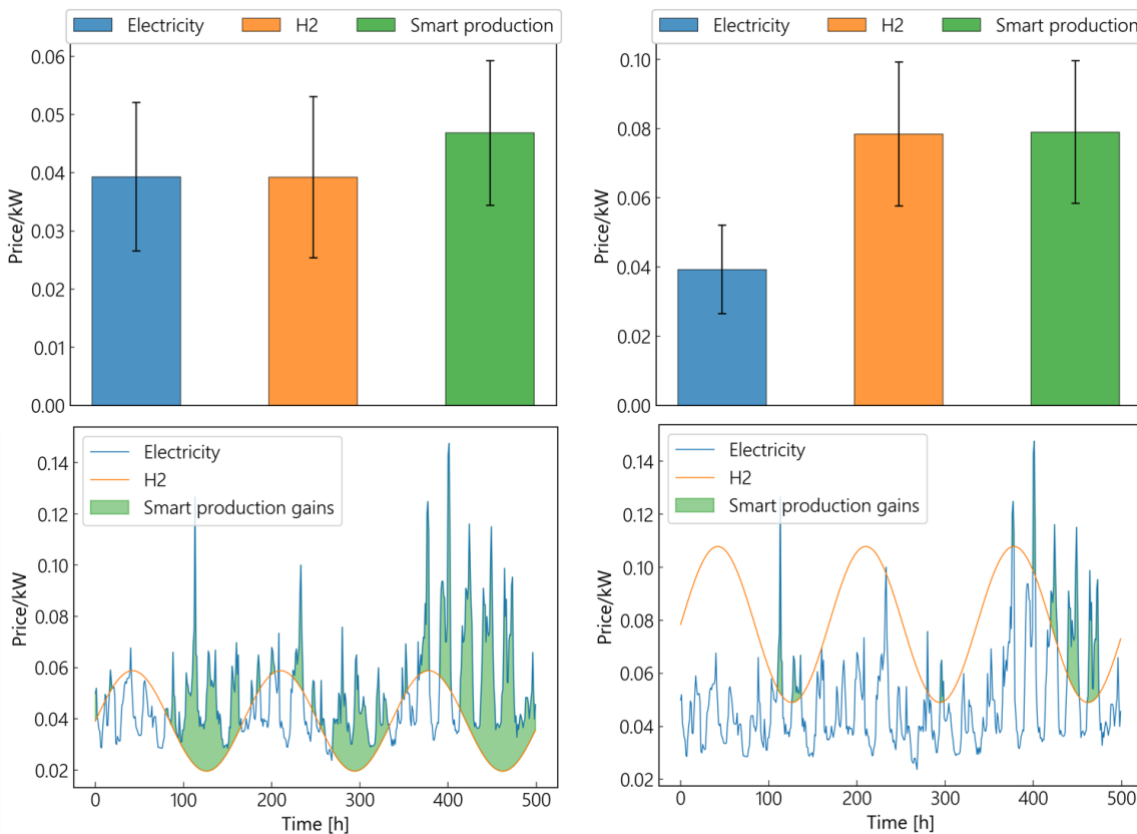 Electricity H2 Smart production
0.06
0.05
0.04
0.03
0.02
0.01
0.00
Price/kW
Electricity H2 Smart production
0.10
0.08
0.06
0.04
0.02
0.00
Price/kW
Electricity
H2
Smart production gains
0.14
0.12
0.10
0.08
0.06
0.04
0.02
Price/kW
0 100 200 300 400 500
Time [h]
Electricity
H2
Smart production gains
0.14
0.12
0.10
0.08
0.06
0.04
0.02
Price/kW
0 100 200 300 400 500
Time [h]